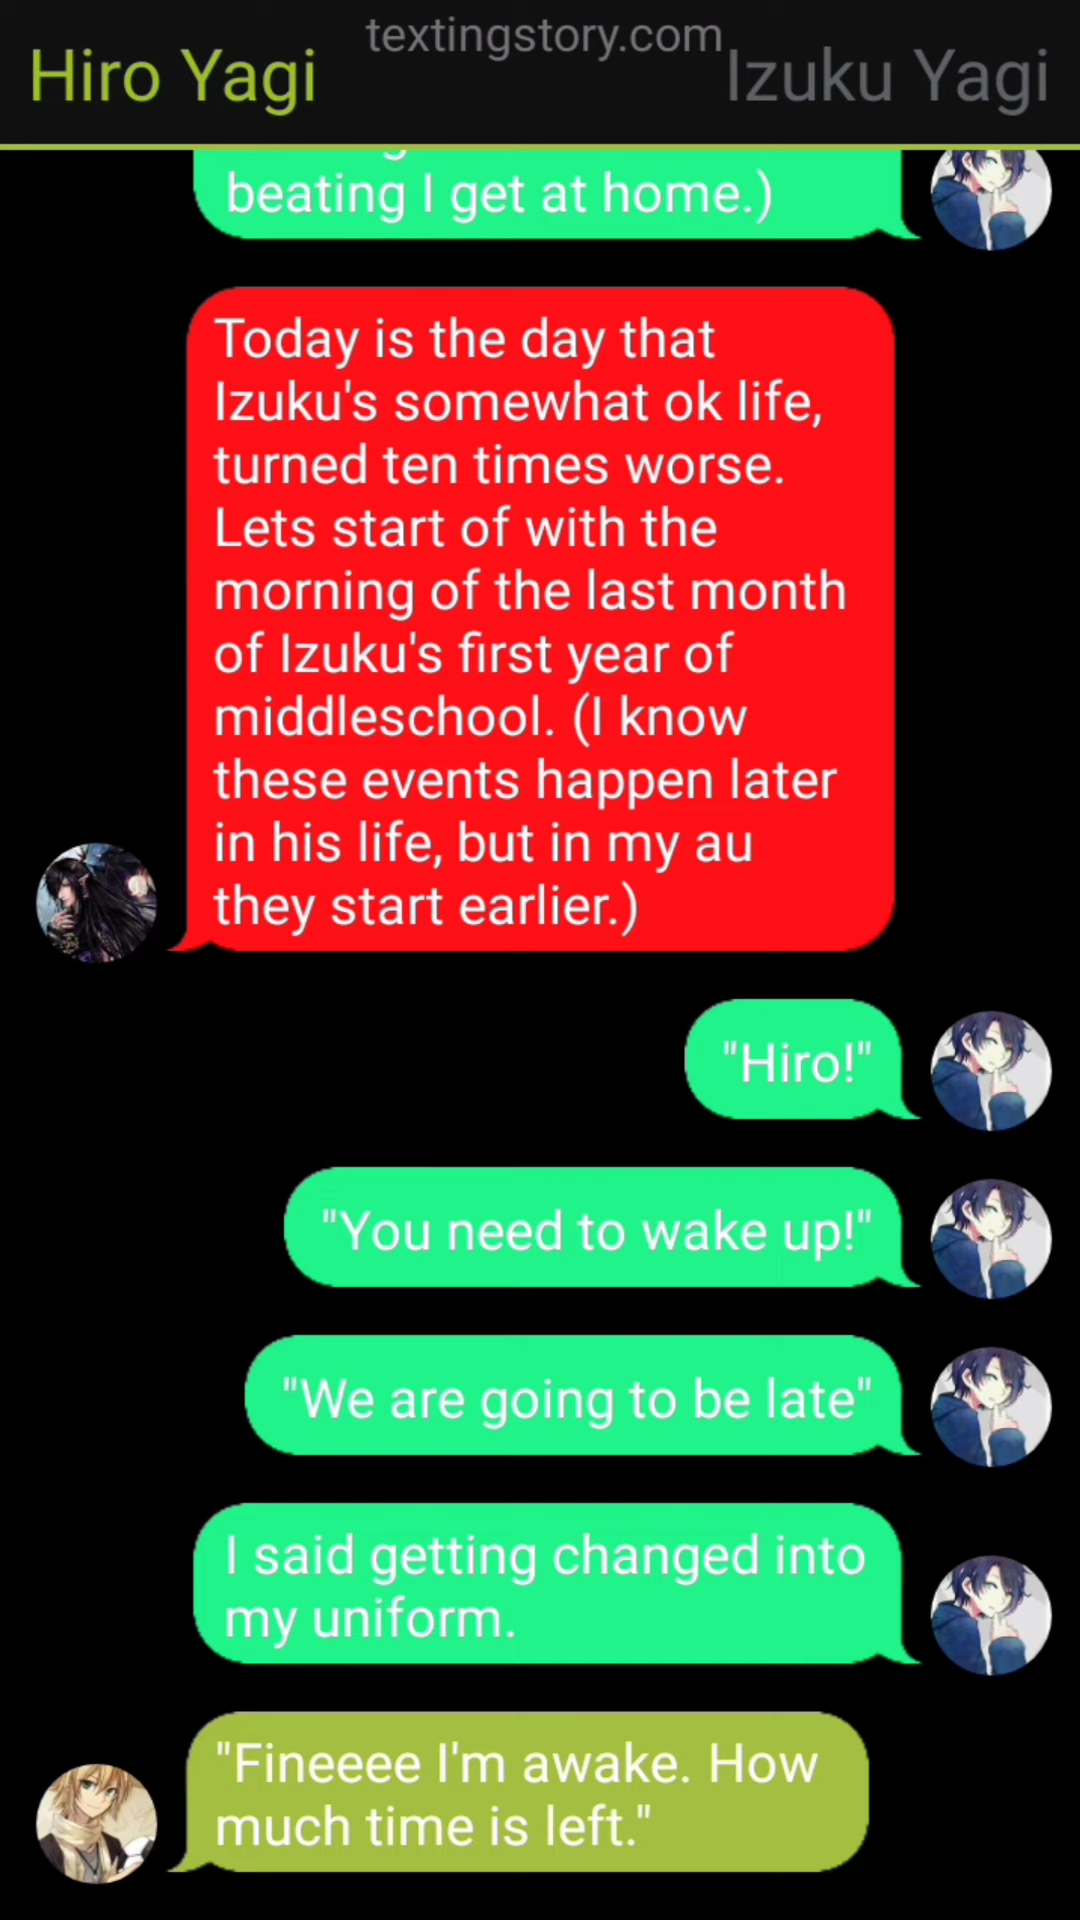 textingstory.com
Hiro Yagi
Izuku Yagi
beating I get at home.)
Today is the day that
Izuku's somewhat ok life,
turned ten times worse.
Lets start of with the
morning of the last month
of Izuku's first year of
middleschool. (I know
these events happen later
in his life, but in my au
they start earlier.)
"Hiro!"
"You need to wake up!"
"We are going to be late"
I said getting changed into
my uniform.
"Fineeee I'm awake. How
much time is left."